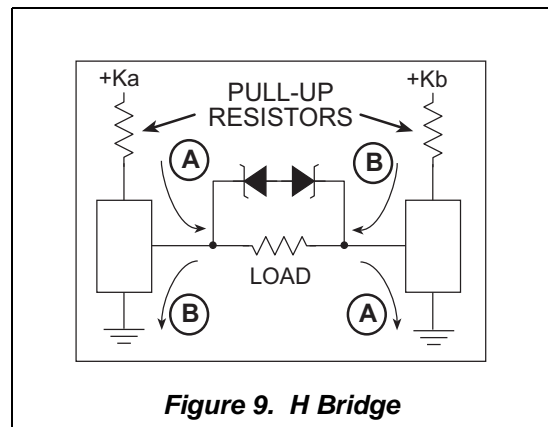 +Ka
+Kb
PULL-UP
RESISTORS
A
B
LOAD
B
A
Figure 9. H Bridge